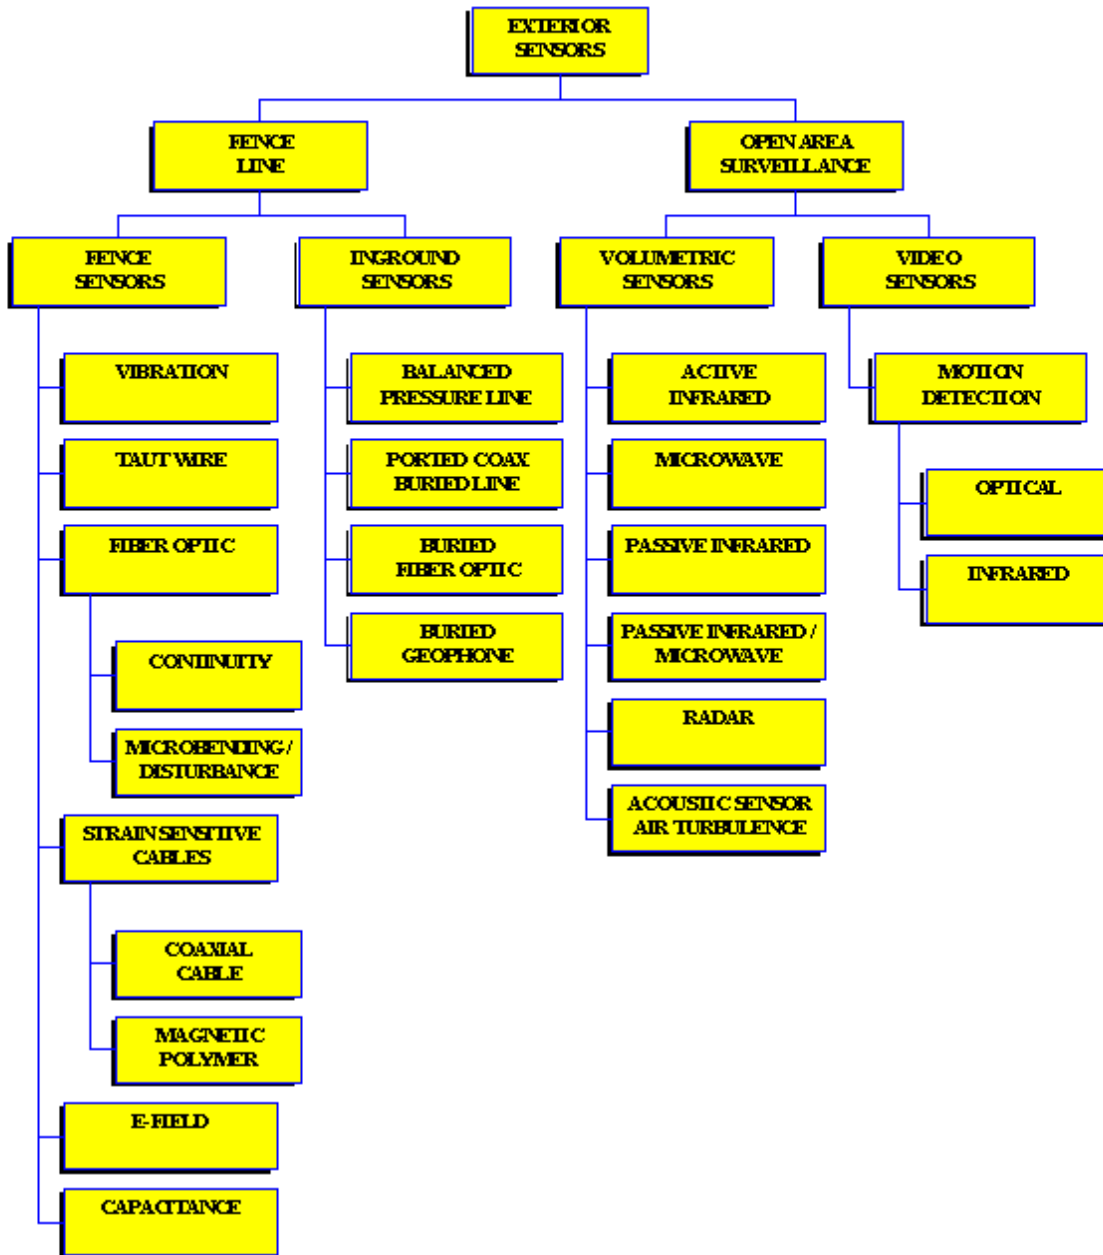 EXTERIOR
SENSORS
FENCE
LINE
OPEN AREA
SURVEILLANCE
FENCE
SENSORS
INGROUND
SENSORS
VOLUMETRIC
SENSORS
VIDEO
SENSORS
VIBRATION
TAUT WIRE
FIBER OPTIC
CONTINUITY
MICROBENDING /
DISTURBANCE
STRAIN SENSITIVE
CABLES
COAXIAL
CABLE
MAGNETIC
POLYMER
E-FIELD
CAPACITANCE
BALANCED
PRESSURE LINE
PORTED COAX
BURIED LINE
BURIED
FIBER OPTIC
BURIED
GEOPHONE
ACTIVE
INFRARED
MICROWAVE
PASSIVE INFRARED
PASSIVE INFRARED /
MICROWAVE
RADAR
ACOUSTIC SENSOR
AIR TURBULENCE
MOTION
DETECTION
OPTICAL
INFRARED